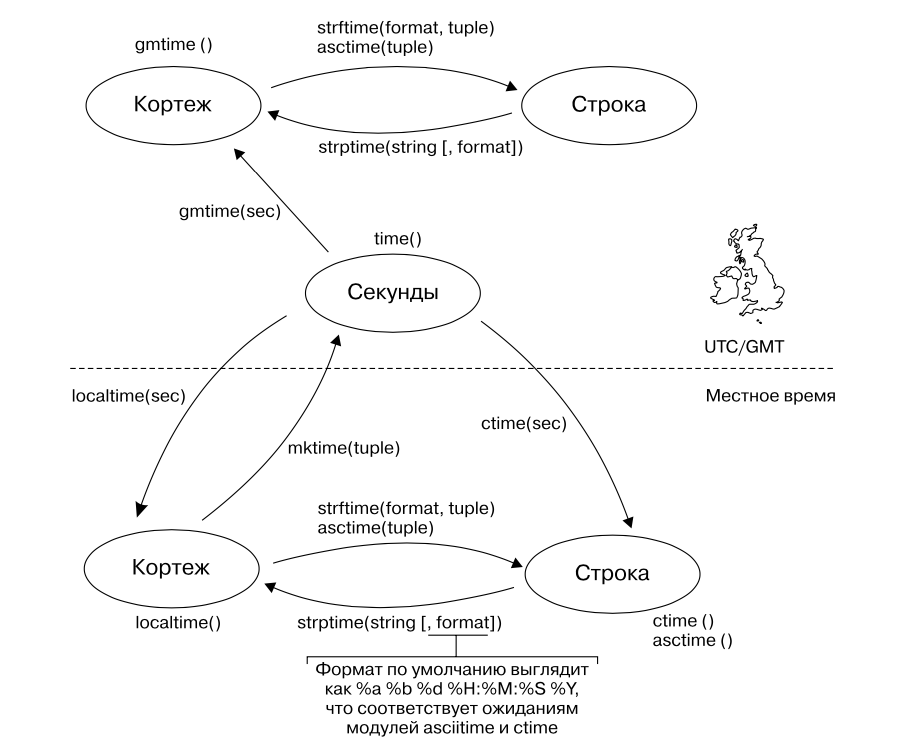 strftime(format, tuple)
asctime(tuple)
gmtime ()
Кортеж
Строка
strptime(string [, format])
gmtime(sec)
time()
Секунды
UTC/GMT
localtime(sec)
Местное время
ctime(sec)
mktime(tuple)
strftime(format, tuple)
asctime(tuple)
Кортеж
Строка
localtime()
strptime(string [, format])
ctime ()
asctime ()
Формат по умолчанию выглядит
как %a %b %d %H:%M:%S %Y,
что соответствует ожиданиям
модулей asciitime и ctime